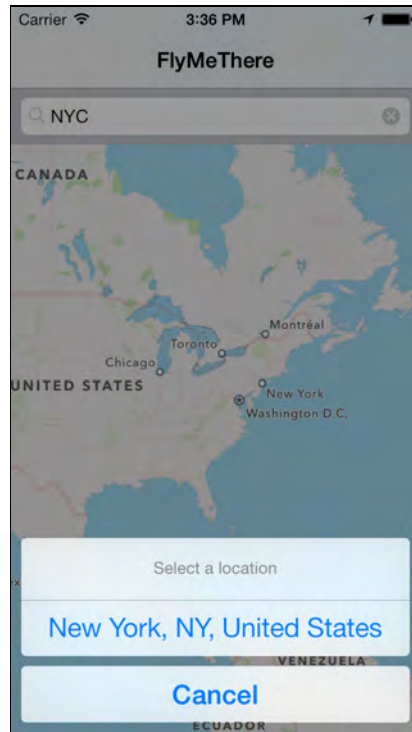 Carrier 3:36 PM
FlyMeThere
NYC
CANADA
Montréal
Toronto
Chicago
UNITED STATES
New York
Washington D.C.
Select a location
New York, NY, United States
VENEZUELA
Cancel
ECUADOR